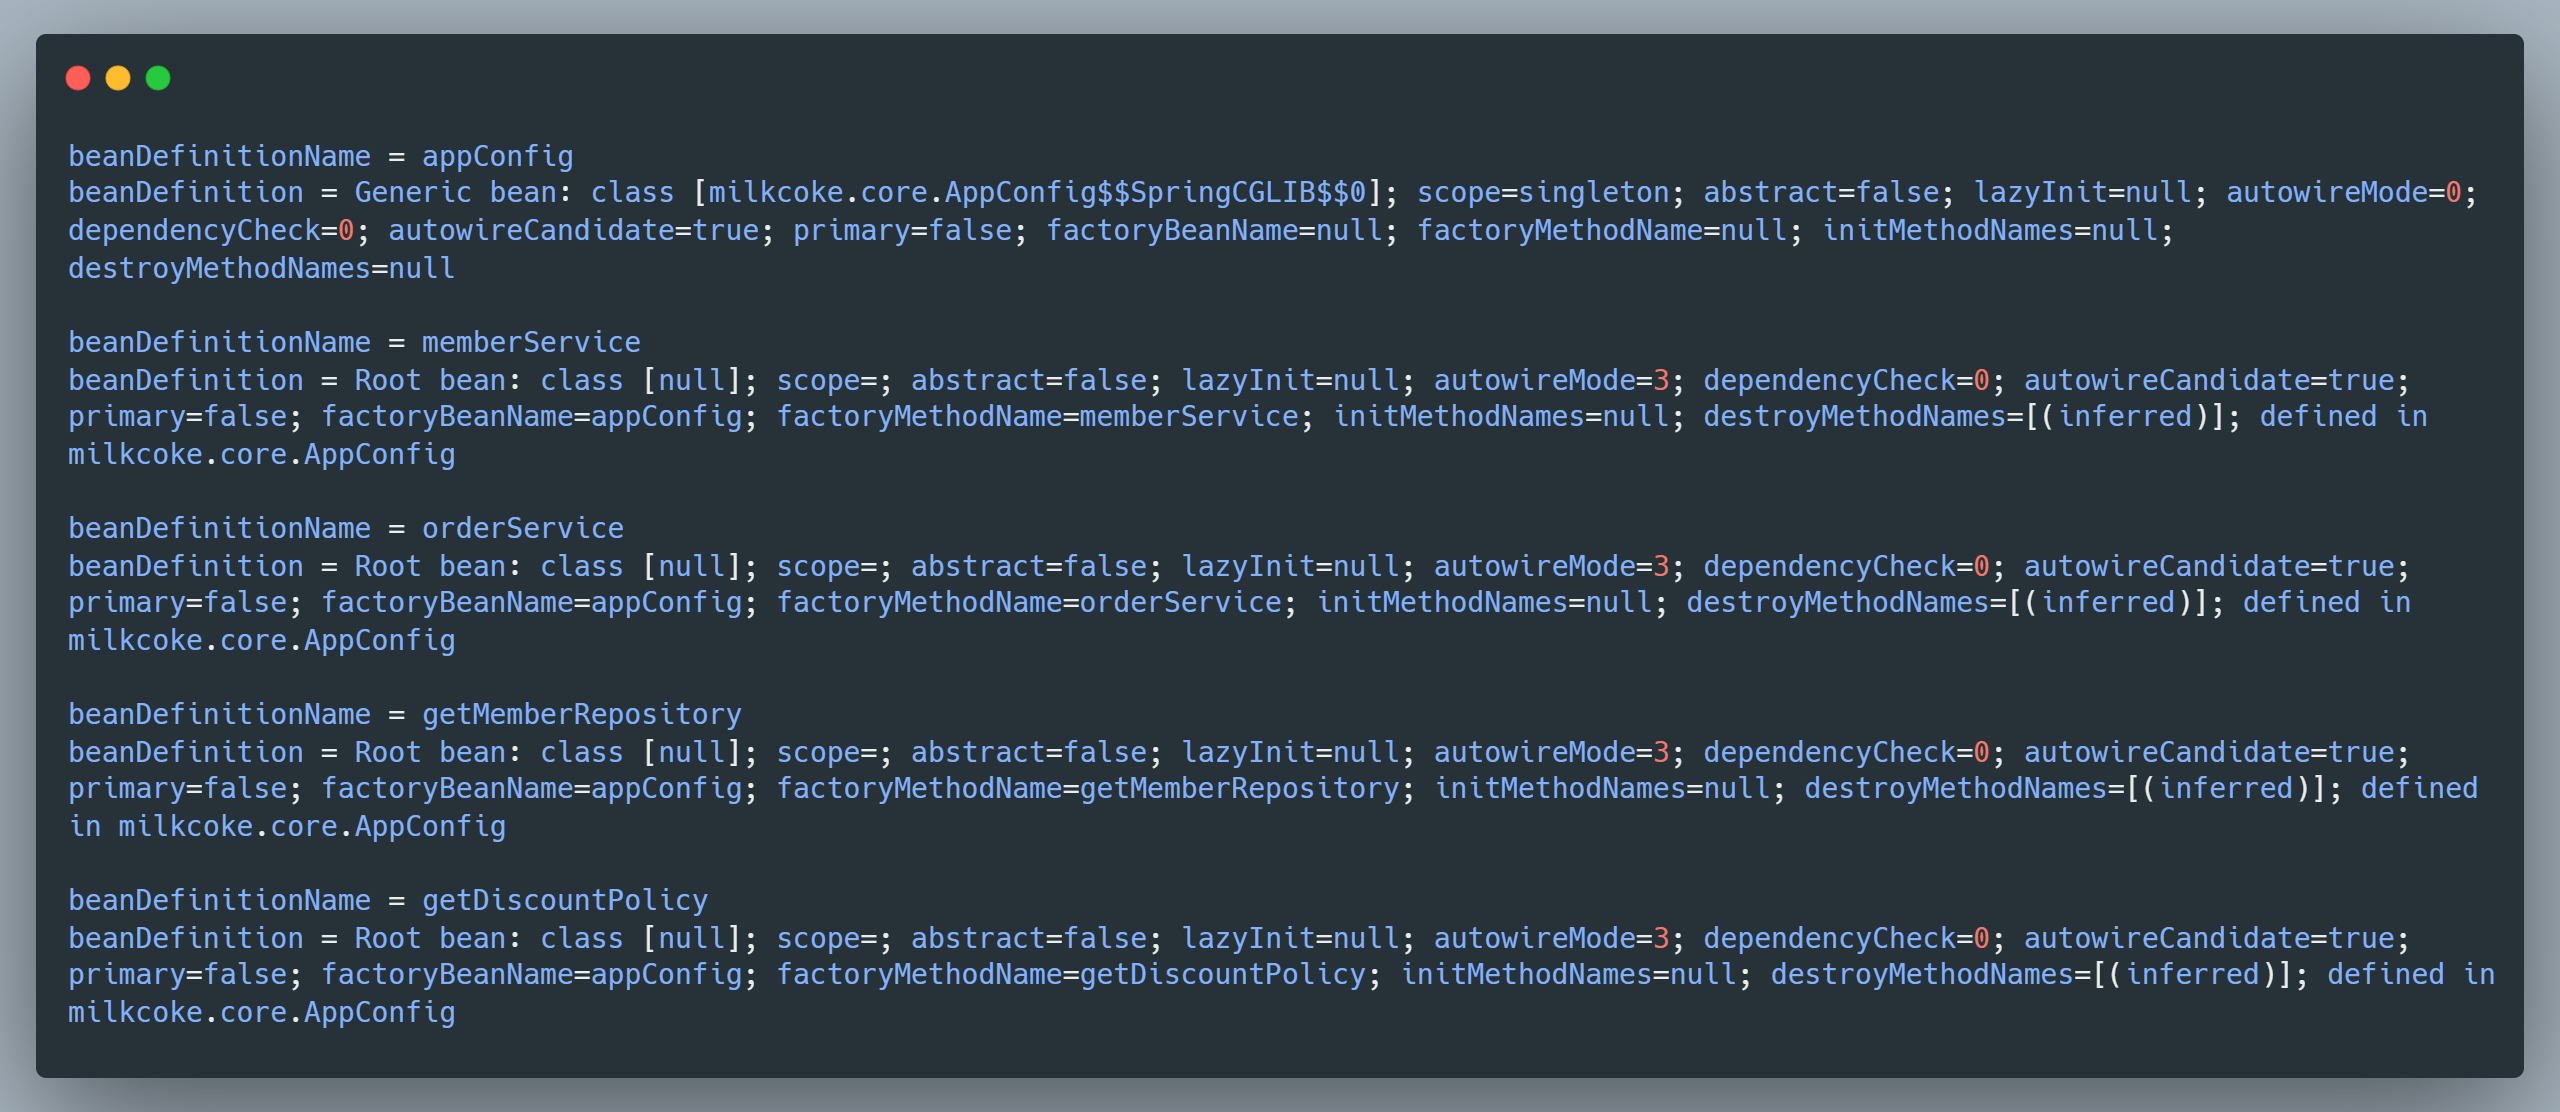 beanDefinitionName = appConfig
beanDefinition = Generic bean: class [milkcoke.core.AppConfig$$SpringCGLIB$$0]; scope=singleton; abstract=false; lazyInit=null; autowireMode=0;
dependencyCheck=0; autowireCandidate=true; primary=false; factoryBeanName=null; factoryMethodName=null; initMethodNames=null;
destroyMethodNames=null

beanDefinitionName = memberService
beanDefinition = Root bean: class [null]; scope=; abstract=false; lazyInit=null; autowireMode=3; dependencyCheck=0; autowireCandidate=true;
primary=false; factoryBeanName=appConfig; factoryMethodName=memberService; initMethodNames=null; destroyMethodNames=[(inferred)]; defined in
milkcoke.core.AppConfig

beanDefinitionName = orderService
beanDefinition = Root bean: class [null]; scope=; abstract=false; lazyInit=null; autowireMode=3; dependencyCheck=0; autowireCandidate=true;
primary=false; factoryBeanName=appConfig; factoryMethodName=orderService; initMethodNames=null; destroyMethodNames=[(inferred)]; defined in
milkcoke.core.AppConfig

beanDefinitionName = getMemberRepository
beanDefinition = Root bean: class [null]; scope=; abstract=false; lazyInit=null; autowireMode=3; dependencyCheck=0; autowireCandidate=true;
primary=false; factoryBeanName=appConfig; factoryMethodName=getMemberRepository; initMethodNames=null; destroyMethodNames=[(inferred)]; defined
in milkcoke.core.AppConfig

beanDefinitionName = getDiscountPolicy
beanDefinition = Root bean: class [null]; scope=; abstract=false; lazyInit=null; autowireMode=3; dependencyCheck=0; autowireCandidate=true;
primary=false; factoryBeanName=appConfig; factoryMethodName=getDiscountPolicy; initMethodNames=null; destroyMethodNames=[(inferred)]; defined in
milkcoke.core.AppConfig